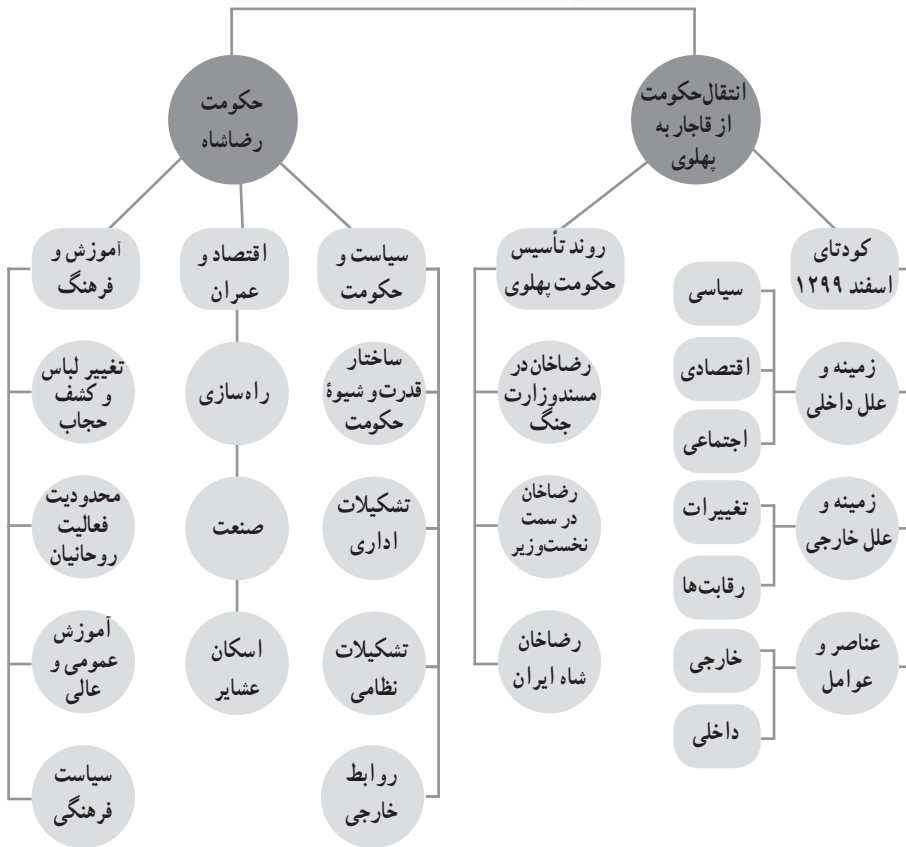 انتقال حکومت
از قاجار به
پهلوی
حکومت
رضاشاه
کودتای
اسفند ۱۲۹۹
زمینه و
علل داخلی
سیاسی
اقتصادی
اجتماعی
زمینه و
علل خارجی
تغییرات
رقابت‌ها
عناصر و
عوامل
خارجی
داخلی
روند تأسیس
حکومت پهلوی
رضاخان در
مسند وزارت
جنگ
رضاخان
در سمت
نخست‌وزیر
رضاخان
شاه ایران
سیاست و
حکومت
ساختار
قدرت و شیوهٔ
حکومت
تشکیلات
اداری
تشکیلات
نظامی
روابط
خارجی
اقتصاد و
عمران
راه‌سازی
صنعت
اسکان
عشایر
آموزش و
فرهنگ
تغییر لباس
و کشف
حجاب
محدودیت
فعالیت
روحانیان
آموزش
عمومی و
عالی
سیاست
فرهنگی